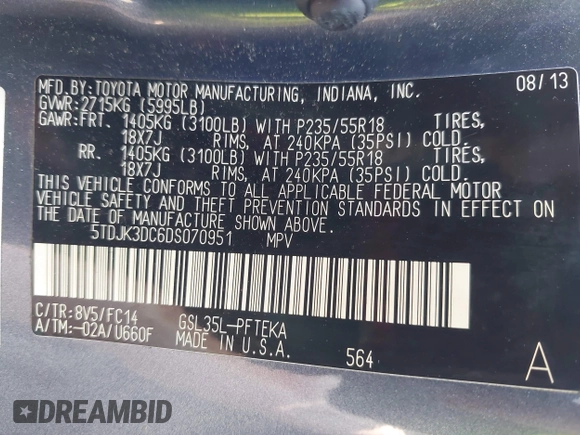 MFD.BY:TOYOTA MOTOR MANUFACTURING, INDIANA, INC. 08/13
GVWR:2715KG (5995LB)
GAWR:FRT. 1405KG (3100LB) WITH P235/55R18 TIRES,
18X7J RIMS, AT 240KPA (35PSI) COLD.
RR. 1405KG (3100LB) WITH P235/55R18 TIRES,
18X7J RIMS, AT 240KPA (35PSI) COLD.
THIS VEHICLE CONFORMS TO ALL APPLICABLE FEDERAL MOTOR
VEHICLE SAFETY AND THEFT PREVENTION STANDARDS IN EFFECT ON
THE DATE OF MANUFACTURE SHOWN ABOVE.
5TDJK3DC6DS070951 MPV
C/TR:8V5/FC14 GSL35L-PFTEKA
A/TM:-02A/U660F MADE IN U.S.A. 564 A
DREAMBID